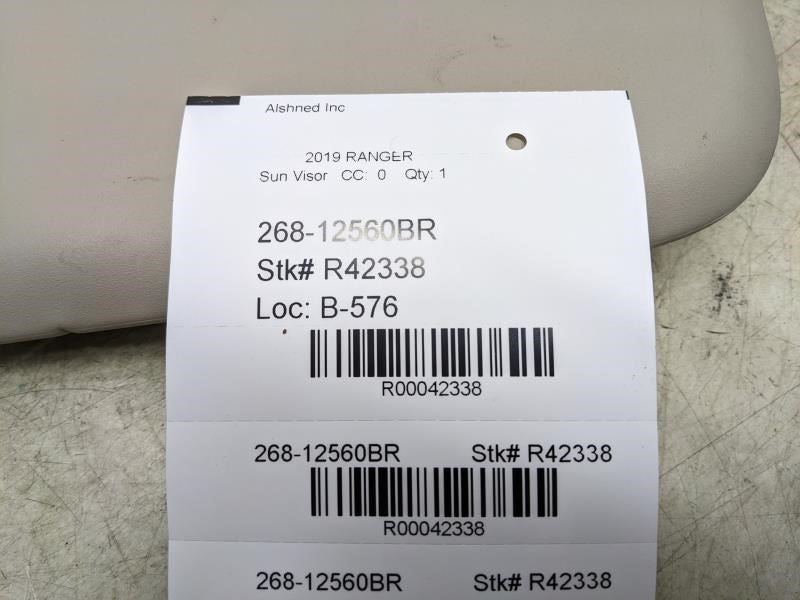 Alshned Inc
2019 RANGER
Sun Visor CC: 0 Qty: 1
268-12560BR
Stk# R42338
Loc: B-576
R00042338
268-12560BR Stk# R42338
R00042338
268-12560BR Stk# R42338